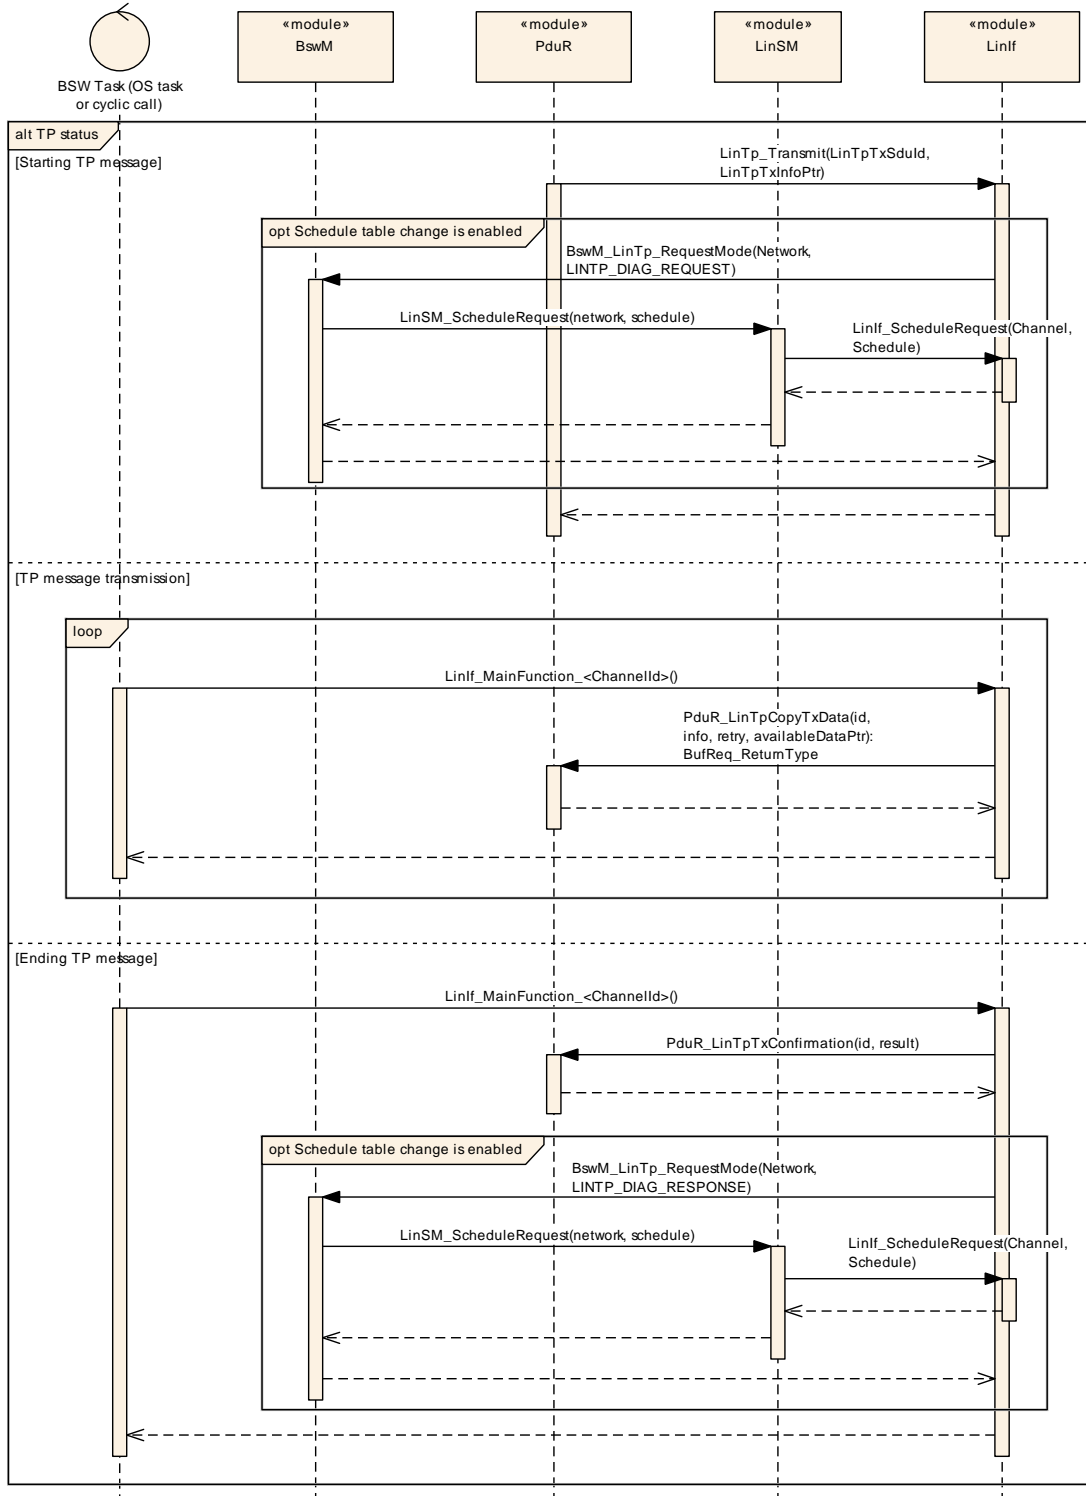 «module»
BswM
«module»
PduR
«module»
LinSM
«module»
LinIf
BSW Task (OS task
or cyclic call)
alt TP status
[Starting TP message]
LinTp_Transmit(LinTpTxSduId,
LinTpTxInfoPtr)
opt Schedule table change is enabled
BswM_LinTp_RequestMode(Network,
LINTP_DIAG_REQUEST)
LinSM_ScheduleRequest(network, schedule)
LinIf_ScheduleRequest(Channel,
Schedule)
[TP message transmission]
loop
LinIf_MainFunction_<ChannelId>()
PduR_LinTpCopyTxData(id,
info, retry, availableDataPtr):
BufReq_ReturnType
[Ending TP message]
LinIf_MainFunction_<ChannelId>()
PduR_LinTpTxConfirmation(id, result)
opt Schedule table change is enabled
BswM_LinTp_RequestMode(Network,
LINTP_DIAG_RESPONSE)
LinSM_ScheduleRequest(network, schedule)
LinIf_ScheduleRequest(Channel,
Schedule)